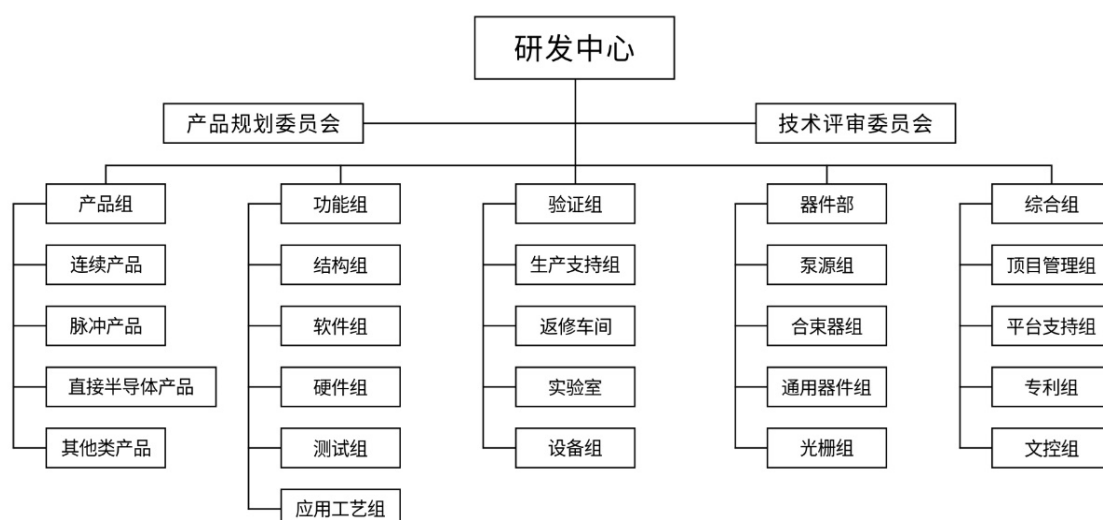 研发中心
产品规划委员会
技术评审委员会
产品组
功能组
验证组
器件部
综合组
连续产品
结构组
生产支持组
泵源组
顶目管理组
脉冲产品
软件组
返修车间
合束器组
平台支持组
直接半导体产品
硬件组
实验室
通用器件组
专利组
其他类产品
测试组
设备组
光栅组
文控组
应用工艺组